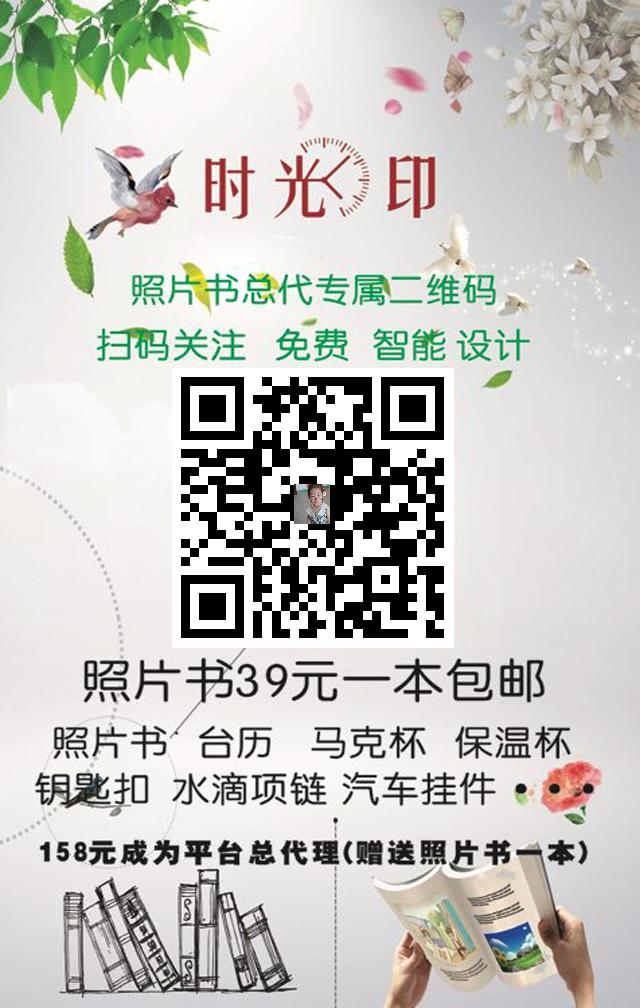 时光印
照片书总代专属二维码
扫码关注 免费 智能 设计
照片书39元一本包邮
照片书 台历 马克杯 保温杯
钥匙扣 水滴项链 汽车挂件
158元成为平台总代理(赠送照片书一本)